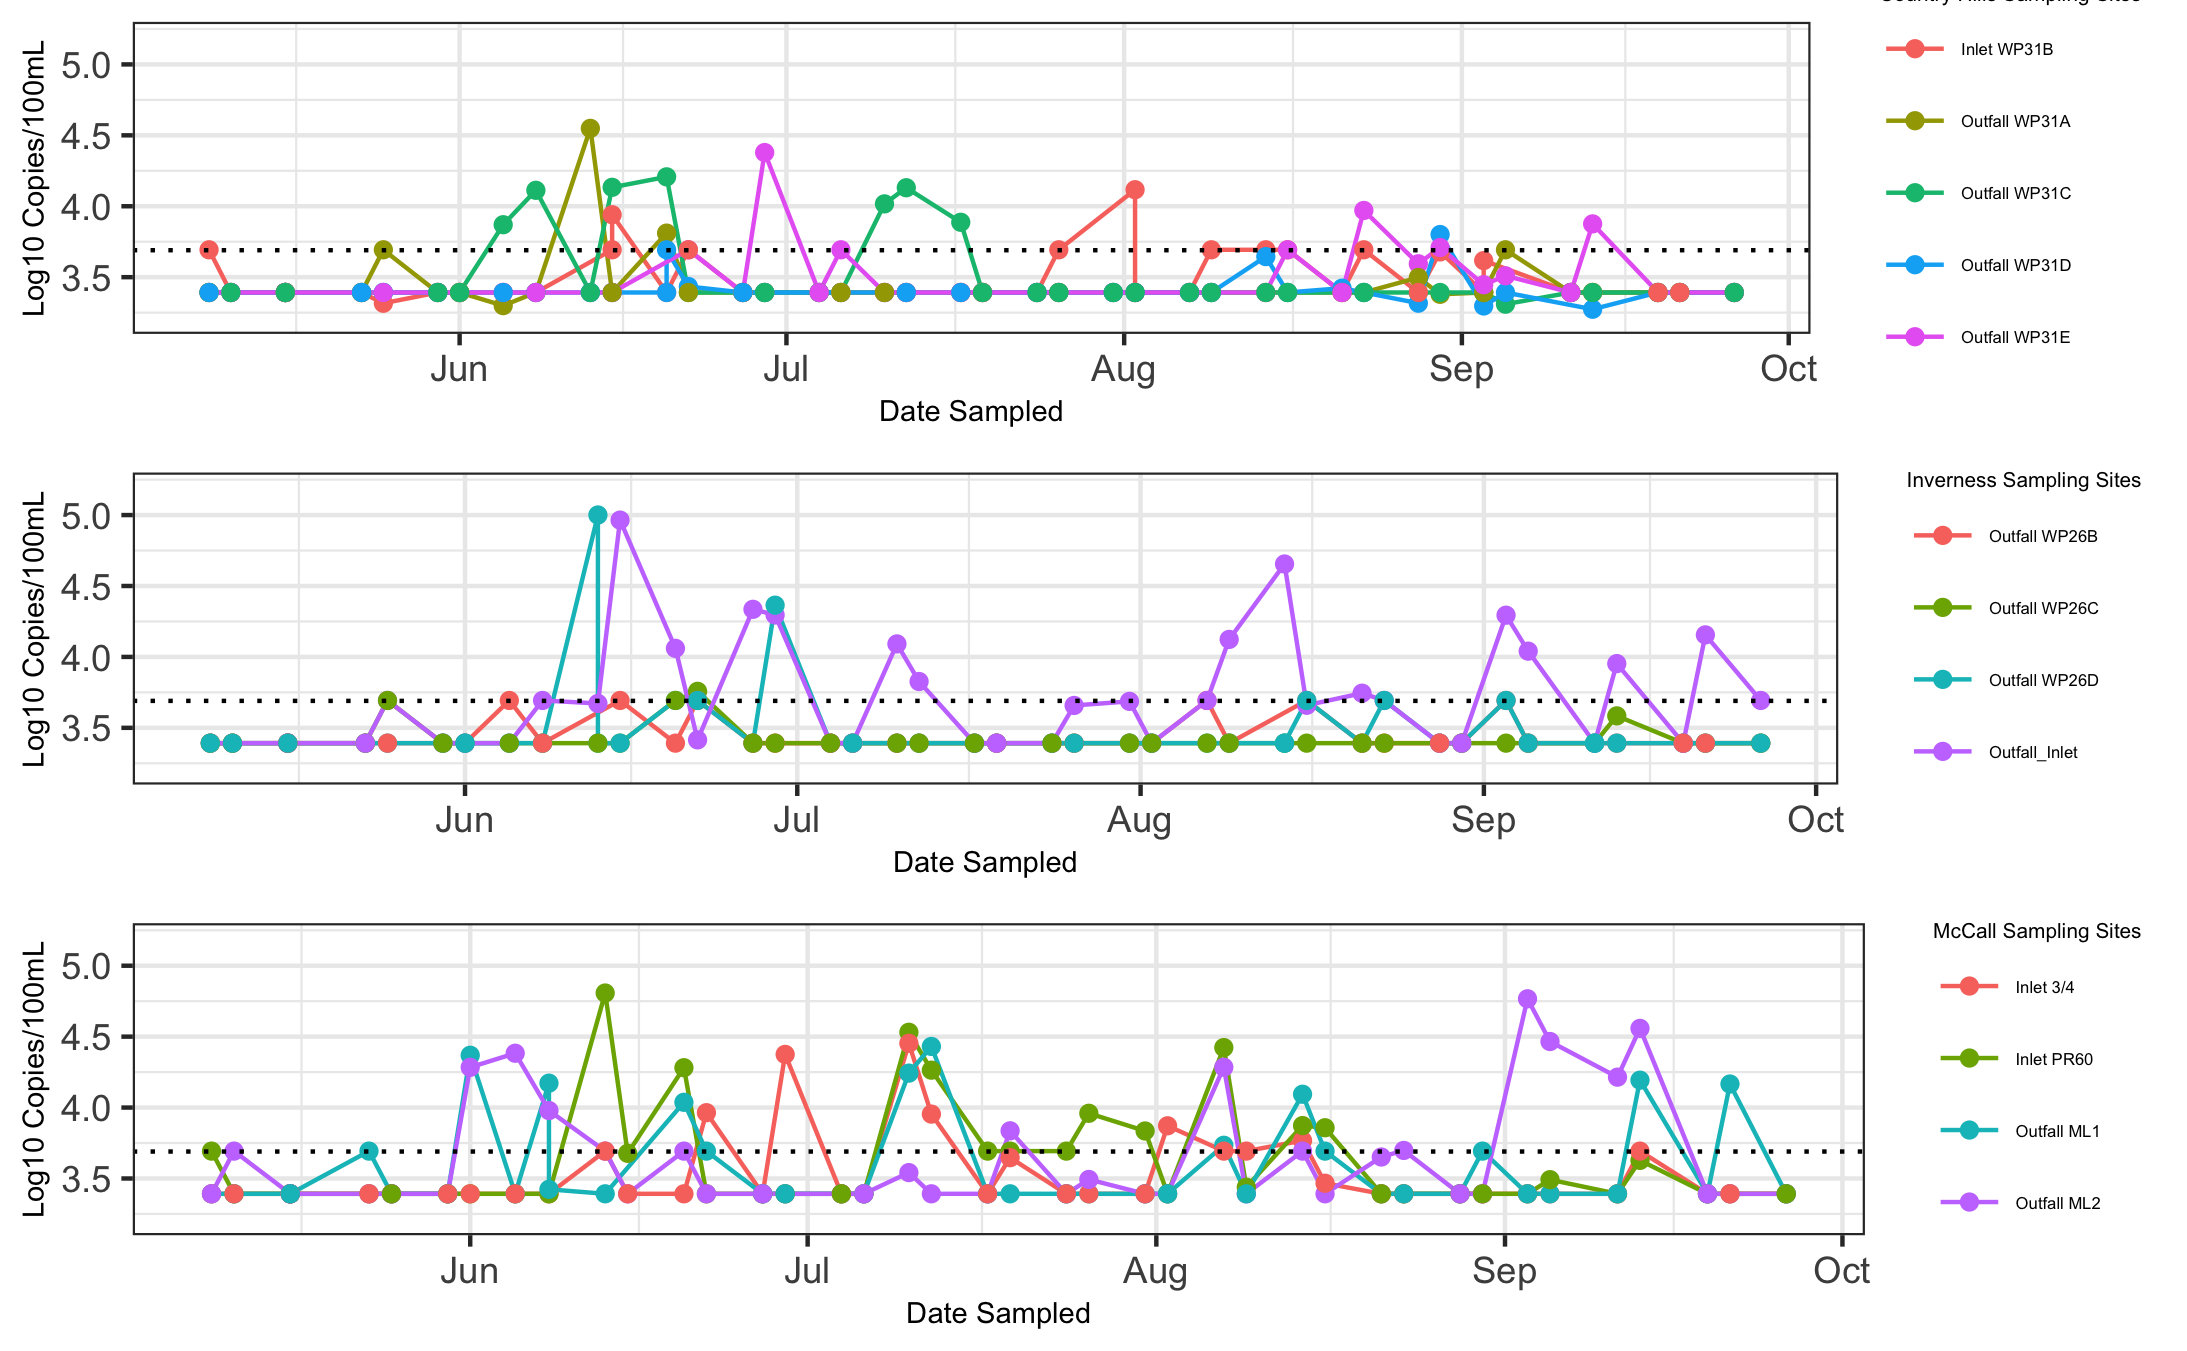 Country Hills Sampling Sites
Log10 Copies/100mL
5.0
4.5
4.0
3.5
Jun
Jul
Aug
Sep
Oct
Date Sampled
Inlet WP31B
Outfall WP31A
Outfall WP31C
Outfall WP31D
Outfall WP31E
Log10 Copies/100mL
5.0
4.5
4.0
3.5
Jun
Jul
Aug
Sep
Oct
Date Sampled
Inverness Sampling Sites
Outfall WP26B
Outfall WP26C
Outfall WP26D
Outfall_Inlet
Log10 Copies/100mL
5.0
4.5
4.0
3.5
Jun
Jul
Aug
Sep
Oct
Date Sampled
McCall Sampling Sites
Inlet 3/4
Inlet PR60
Outfall ML1
Outfall ML2